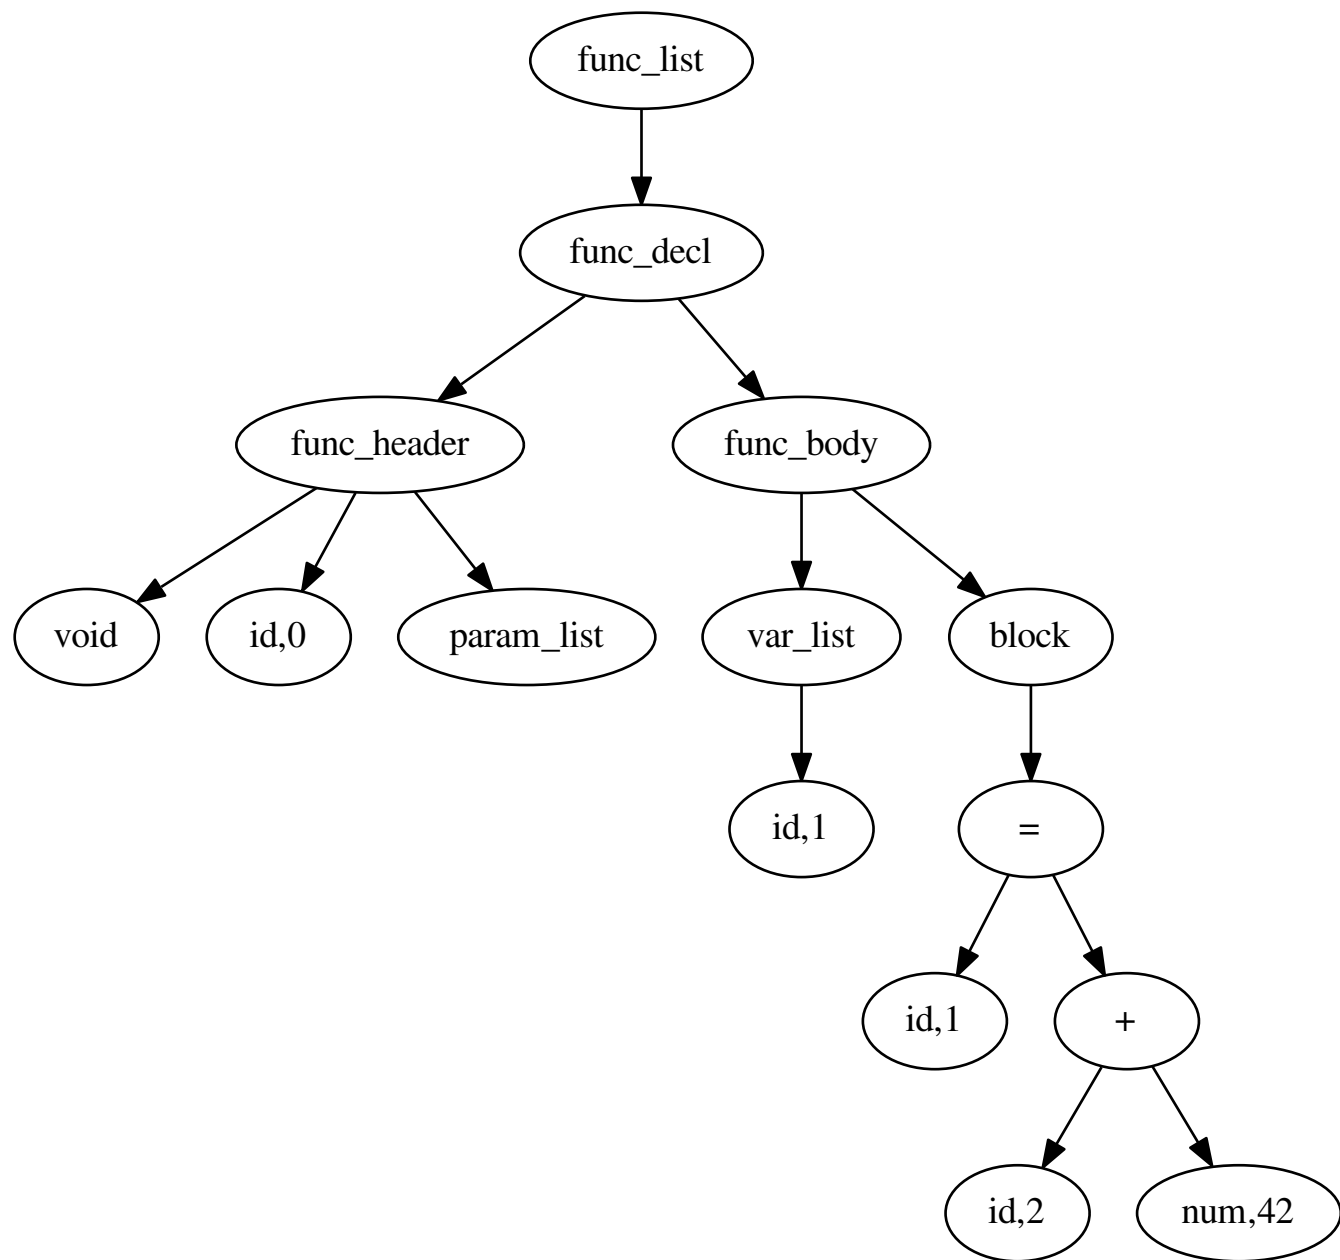 func_list
func_decl
func_header
func_body
void
id,0
param_list
var_list
block
id,1
=
id,1
+
id,2
num,42